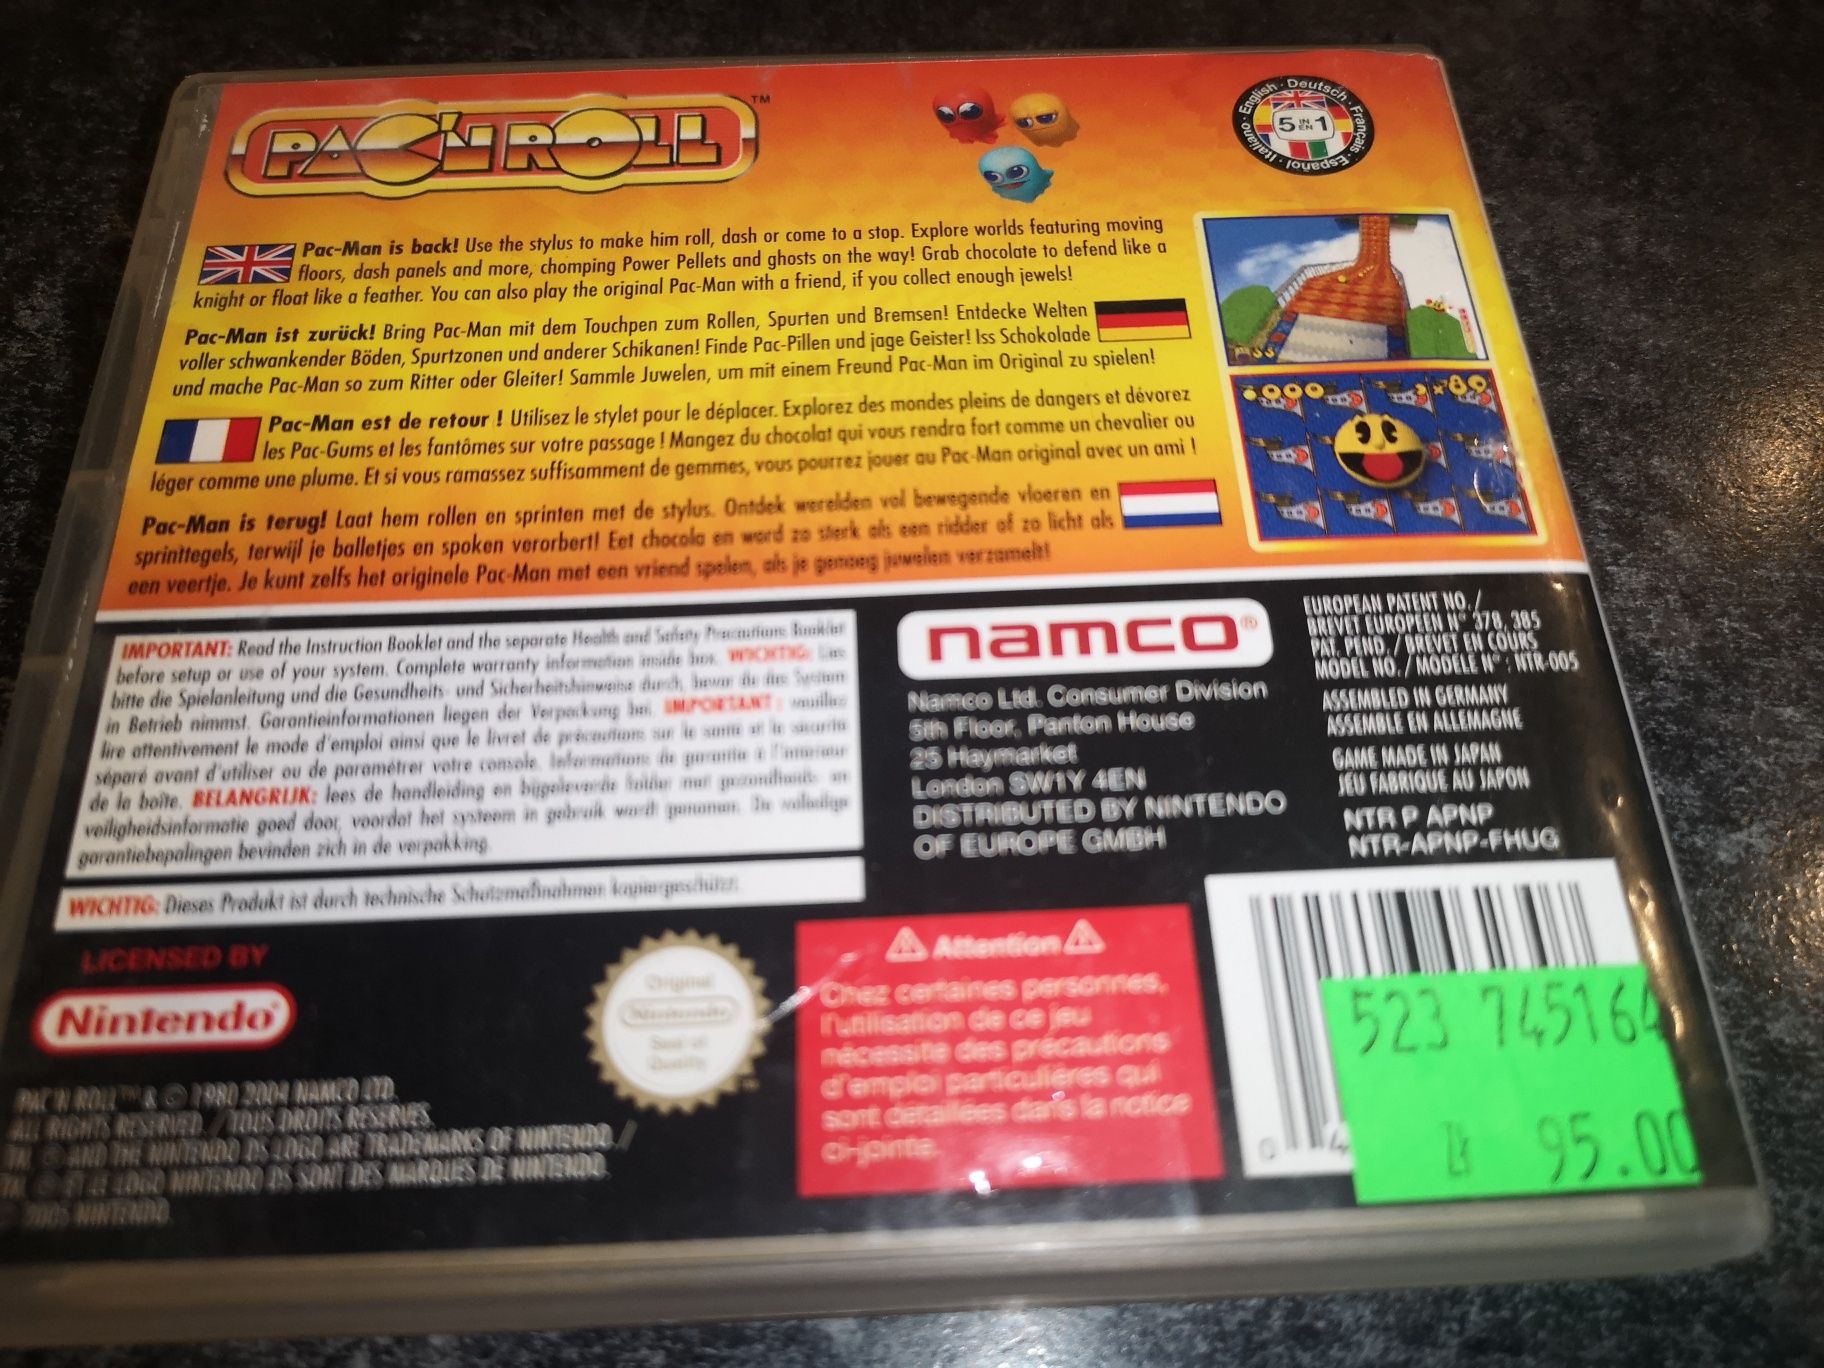 PAC'N ROLL™
English · Deutsch · Français · Español · Italiano ·
5 IN EN 1
Pac-Man is back! Use the stylus to make him roll, dash or come to a stop. Explore worlds featuring moving
floors, dash panels and more, chomping Power Pellets and ghosts on the way! Grab chocolate to defend like a
knight or float like a feather. You can also play the original Pac-Man with a friend, if you collect enough jewels!
Pac-Man ist zurück! Bring Pac-Man mit dem Touchpen zum Rollen, Spurten und Bremsen! Entdecke Welten
voller schwankender Böden, Spurtzonen und anderer Schikanen! Finde Pac-Pillen und jage Geister! Iss Schokolade
und mache Pac-Man so zum Ritter oder Gleiter! Sammle Juwelen, um mit einem Freund Pac-Man im Original zu spielen!
Pac-Man est de retour ! Utilisez le stylet pour le déplacer. Explorez des mondes pleins de dangers et dévorez
les Pac-Gums et les fantômes sur votre passage ! Mangez du chocolat qui vous rendra fort comme un chevalier ou
léger comme une plume. Et si vous ramassez suffisamment de gemmes, vous pourrez jouer au Pac-Man original avec un ami !
Pac-Man is terug! Laat hem rollen en sprinten met de stylus. Ontdek werelden vol bewegende vloeren en
sprinttegels, terwijl je balletjes en spoken verorbert! Eet chocola en word zo sterk als een ridder of zo licht als
een veertje. Je kunt zelfs het originele Pac-Man met een vriend spelen, als je genoeg juwelen verzamelt!
IMPORTANT: Read the Instruction Booklet and the separate Health and Safety Precautions Booklet
before setup or use of your system. Complete warranty information inside box. WICHTIG: Lies
bitte die Spielanleitung und die Gesundheits- und Sicherheitshinweise durch, bevor du das System
in Betrieb nimmst. Garantieinformationen liegen der Verpackung bei. IMPORTANT : veuillez
lire attentivement le mode d'emploi ainsi que le livret de précautions sur la santé et la sécurité
séparé avant d'utiliser ou de paramétrer votre console. Informations de garantie à l'intérieur
de la boîte. BELANGRIJK: lees de handleiding en bijgeleverde folder met gezondheids- en
veiligheidsinformatie goed door, voordat het systeem in gebruik wordt genomen. De volledige
garantiebepalingen bevinden zich in de verpakking.
WICHTIG: Dieses Produkt ist durch technische Schutzmaßnahmen kopiergeschützt.
namco®
Namco Ltd. Consumer Division
5th Floor, Panton House
25 Haymarket
London SW1Y 4EN
DISTRIBUTED BY NINTENDO
OF EUROPE GMBH
EUROPEAN PATENT NO./
BREVET EUROPÉEN N° 378, 385
PAT. PEND. / BREVET EN COURS
MODEL NO. / MODÈLE N° : NTR-005
ASSEMBLED IN GERMANY
ASSEMBLÉ EN ALLEMAGNE
GAME MADE IN JAPAN
JEU FABRIQUÉ AU JAPON
NTR P APNP
NTR-APNP-FHUG
LICENSED BY
Nintendo®
Original
Nintendo
Seal of
Quality
Attention
Chez certaines personnes,
l'utilisation de ce jeu
nécessite des précautions
d'emploi particulières qui
sont détaillées dans la notice
ci-jointe.
PAC'N ROLL™ & © 1980 2004 NAMCO LTD.
ALL RIGHTS RESERVED. / TOUS DROITS RÉSERVÉS.
TM, ® AND THE NINTENDO DS LOGO ARE TRADEMARKS OF NINTENDO. /
TM, ® ET LE LOGO NINTENDO DS SONT DES MARQUES DE NINTENDO.
© 2005 NINTENDO.
0 4
523 745164
Zł 95.00